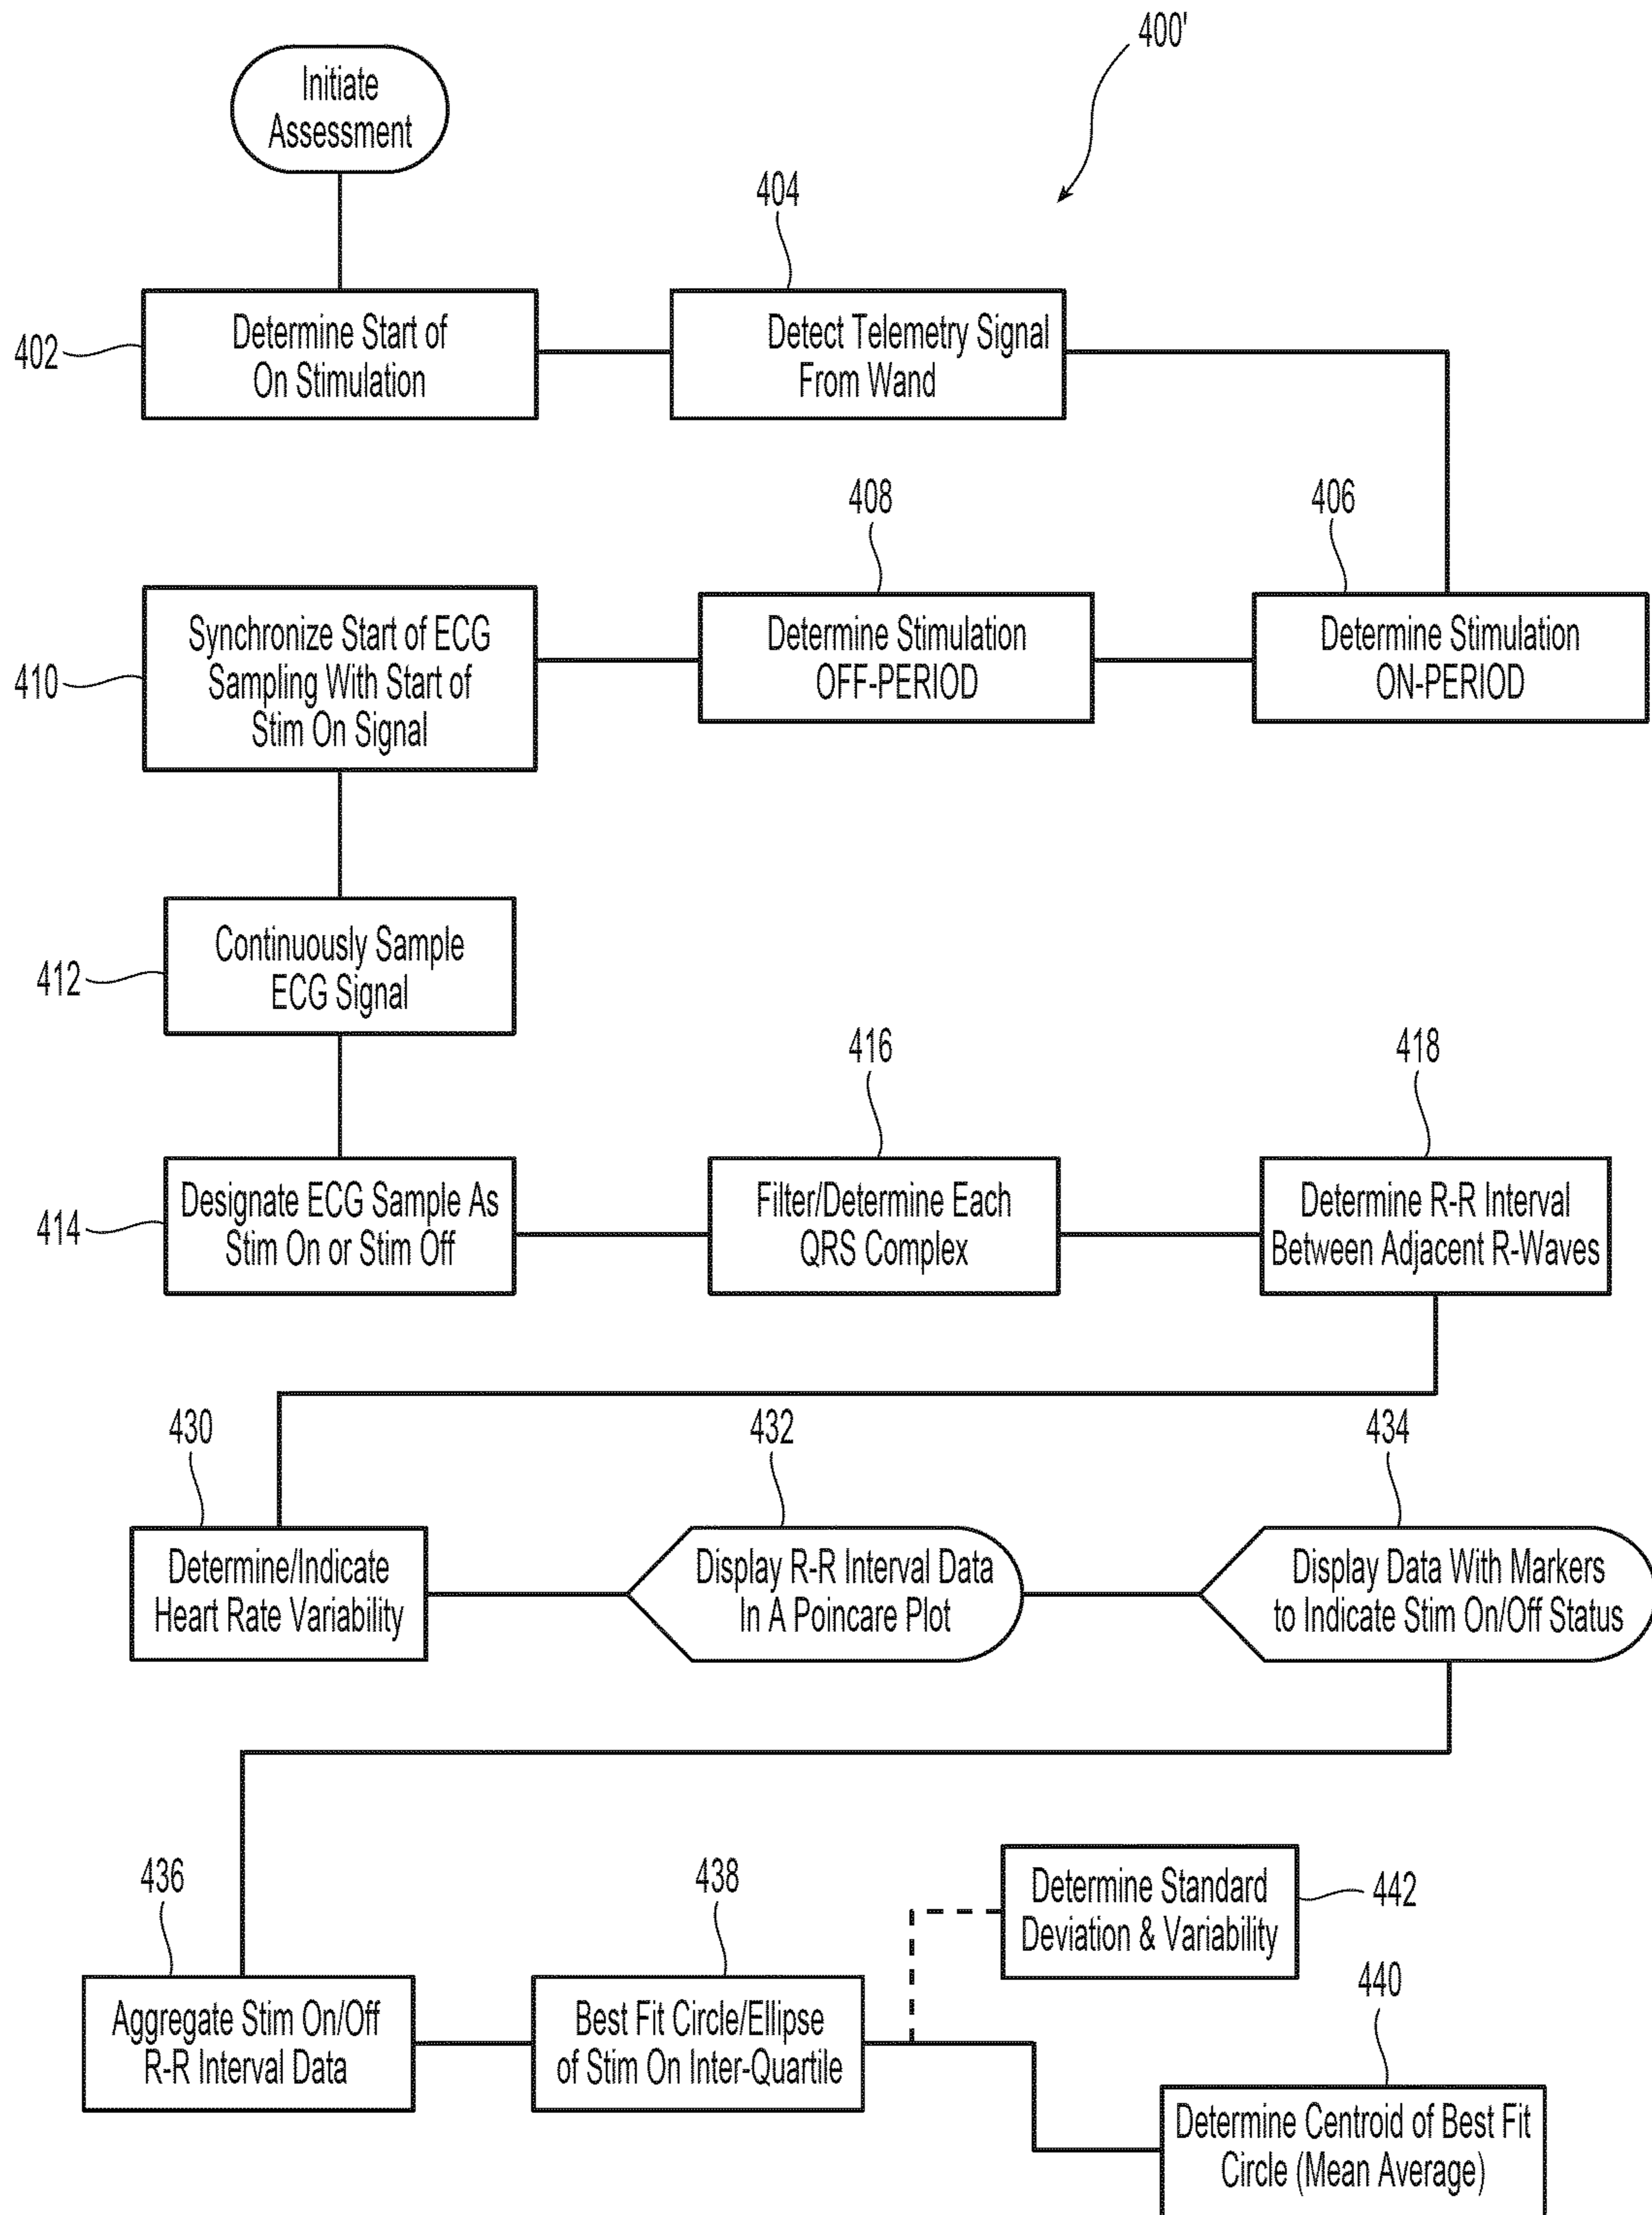 400'
Initiate
Assessment
404
402
Determine Start of
On Stimulation
Detect Telemetry Signal
From Wand
408
406
410
Synchronize Start of ECG
Sampling With Start of
Stim On Signal
Determine Stimulation
OFF-PERIOD
Determine Stimulation
ON-PERIOD
412
Continuously Sample
ECG Signal
416
418
414
Designate ECG Sample As
Stim On or Stim Off
Filter/Determine Each
QRS Complex
Determine R-R Interval
Between Adjacent R-Waves
430
432
434
Determine/Indicate
Heart Rate Variability
Display R-R Interval Data
In A Poincare Plot
Display Data With Markers
to Indicate Stim On/Off Status
436
438
Determine Standard
Deviation & Variability
442
440
Aggregate Stim On/Off
R-R Interval Data
Best Fit Circle/Ellipse
of Stim On Inter-Quartile
Determine Centroid of Best Fit
Circle (Mean Average)